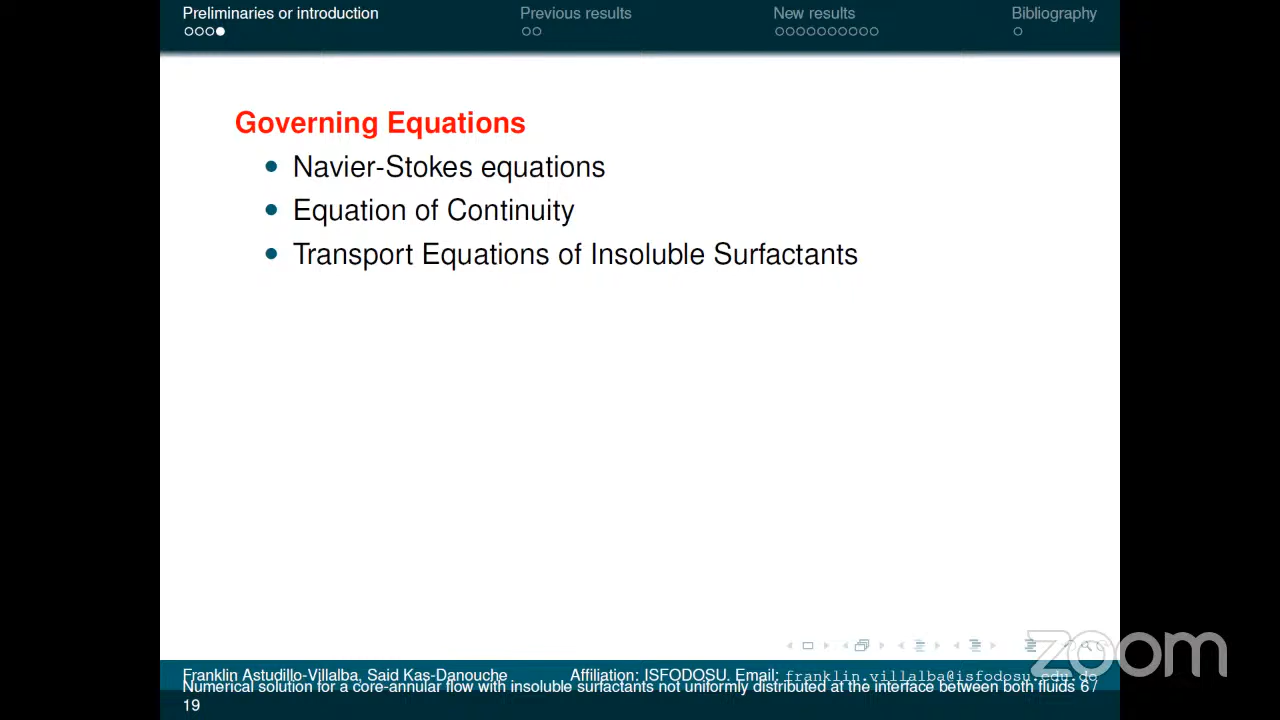 Preliminaries or introduction
Previous results
New results
Bibliography
Governing Equations
Navier-Stokes equations
Equation of Continuity
Transport Equations of Insoluble Surfactants
zoom
Franklin Astudillo-Villalba, Said Kas-Danouche Affiliation: ISFODOSU. Email: franklin.villalba@isfodosu.edu.do
Numerical solution for a core-annular flow with insoluble surfactants not uniformly distributed at the interface between both fluids 6 /
19